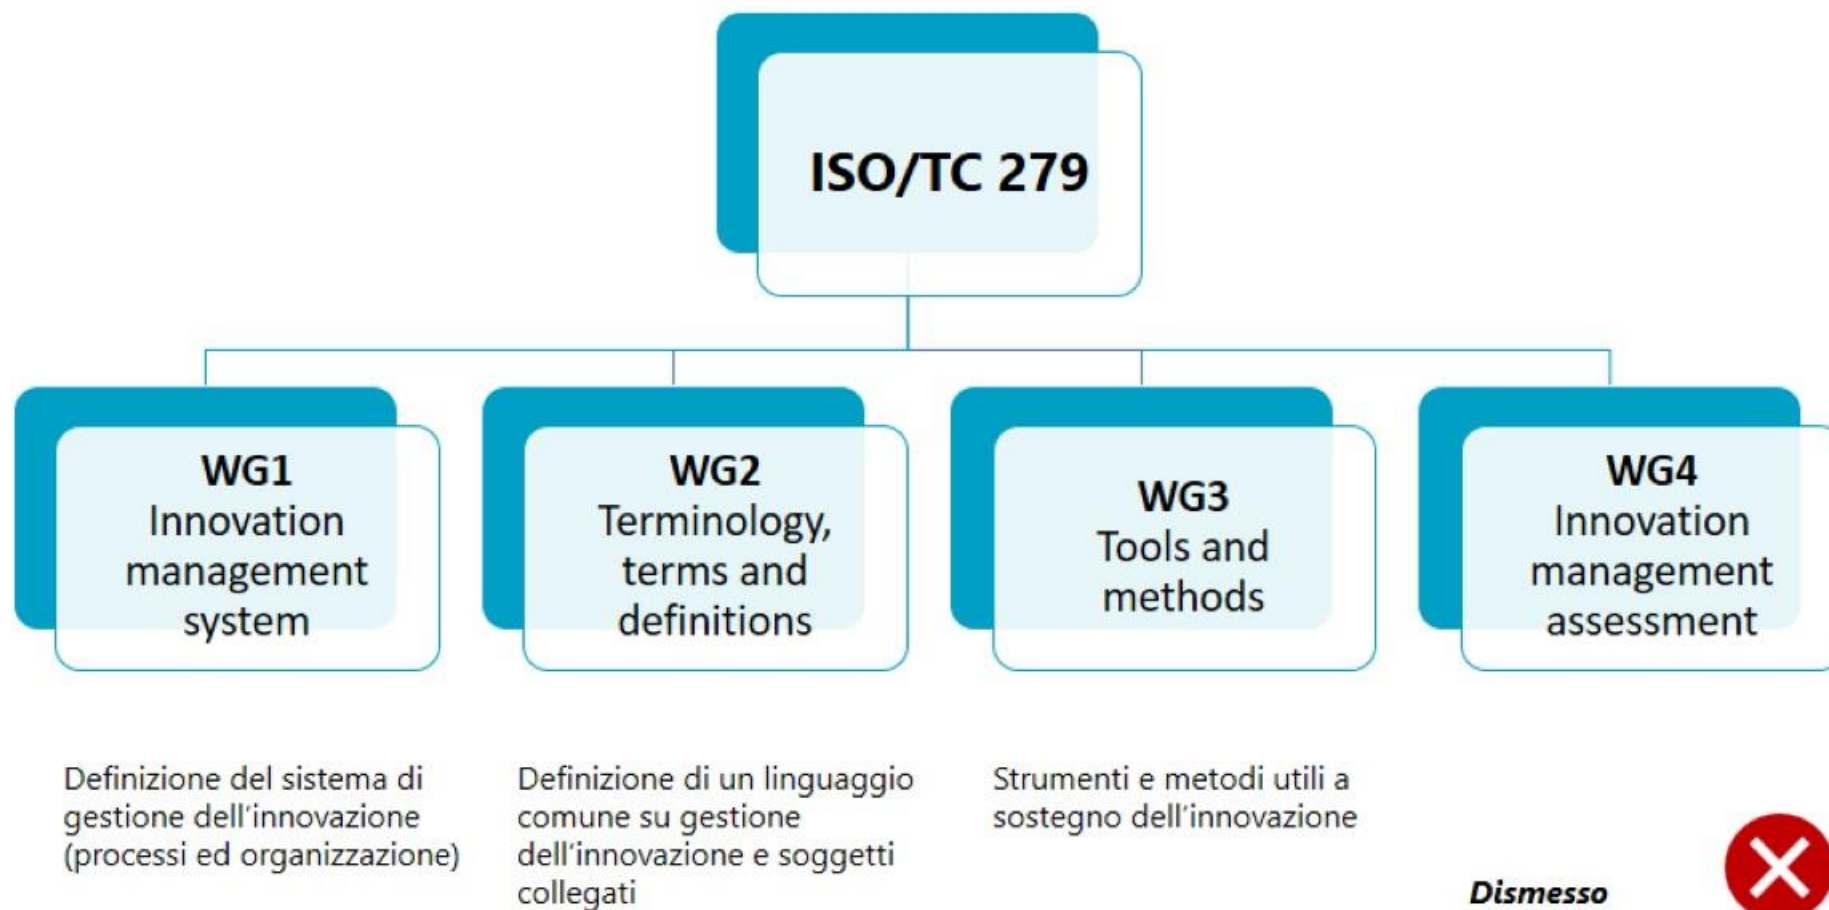 ISO/TC 279
WG1
Innovation
management
system
WG2
Terminology,
terms and
definitions
WG3
Tools and
methods
WG4
Innovation
management
assessment
Definizione del sistema di
gestione dell'innovazione
(processi ed organizzazione)
Definizione di un linguaggio
comune su gestione
dell'innovazione e soggetti
collegati
Strumenti e metodi utili a
sostegno dell'innovazione
Dismesso